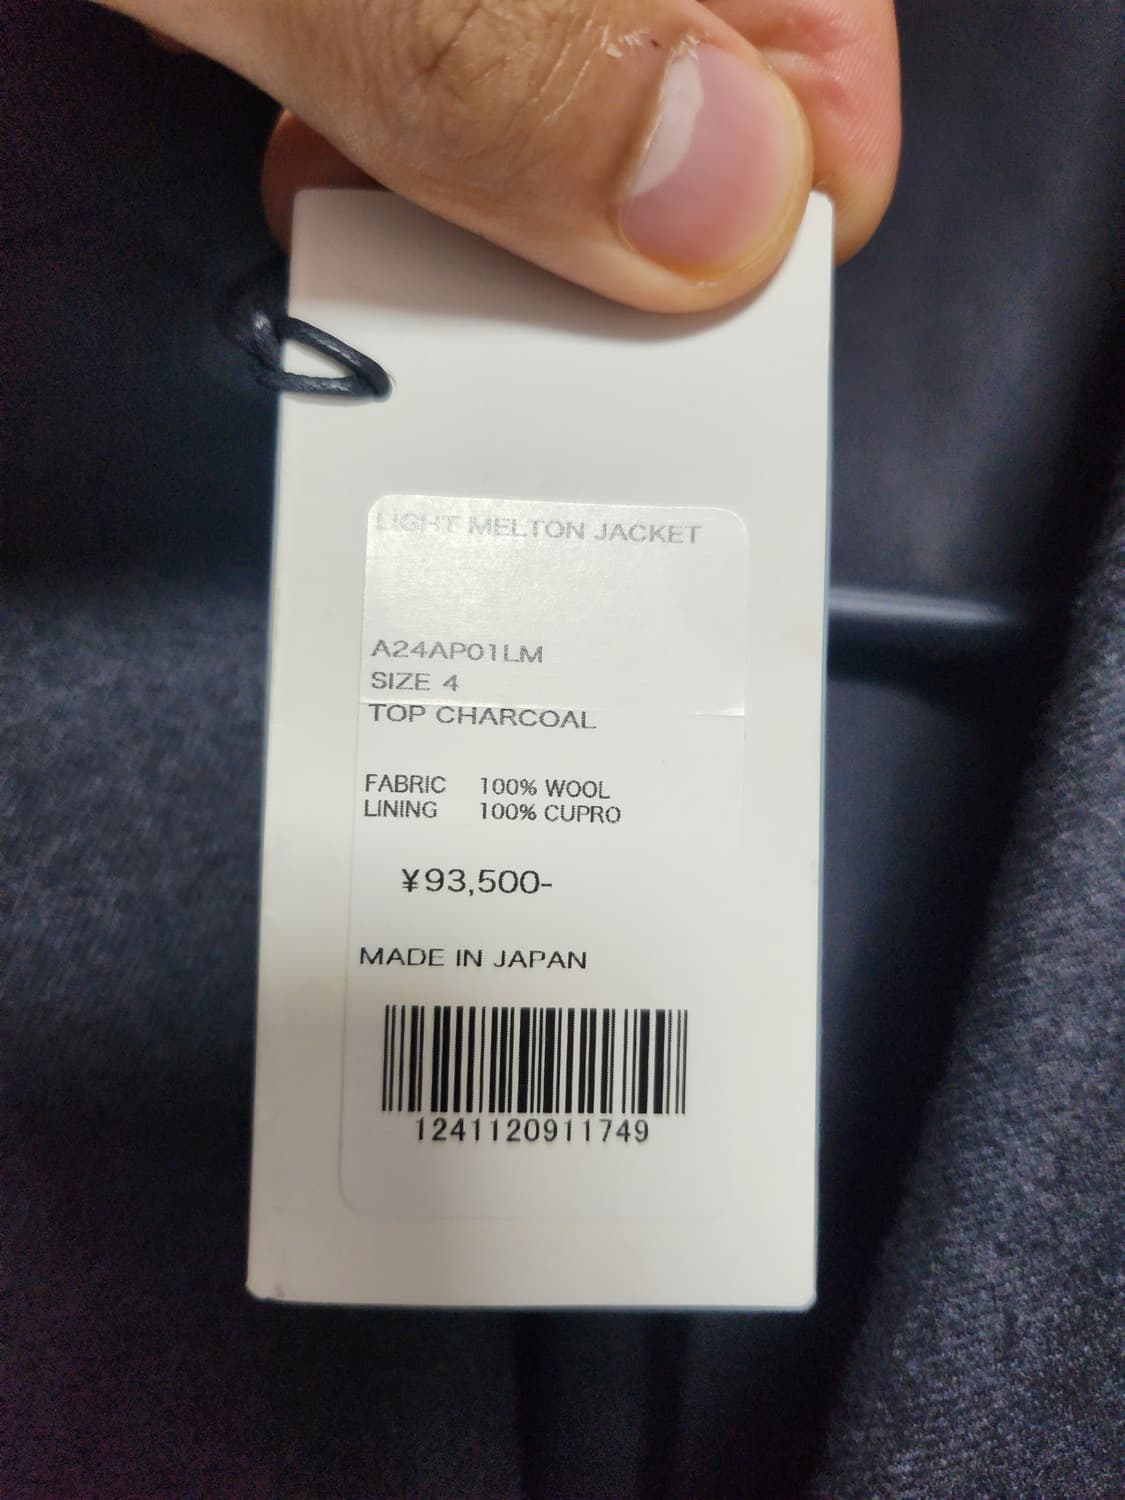 LIGHT MELTON JACKET
A24AP01LM
SIZE 4
TOP CHARCOAL
FABRIC 100% WOOL
LINING 100% CUPRO
¥93,500-
MADE IN JAPAN
1241120911749